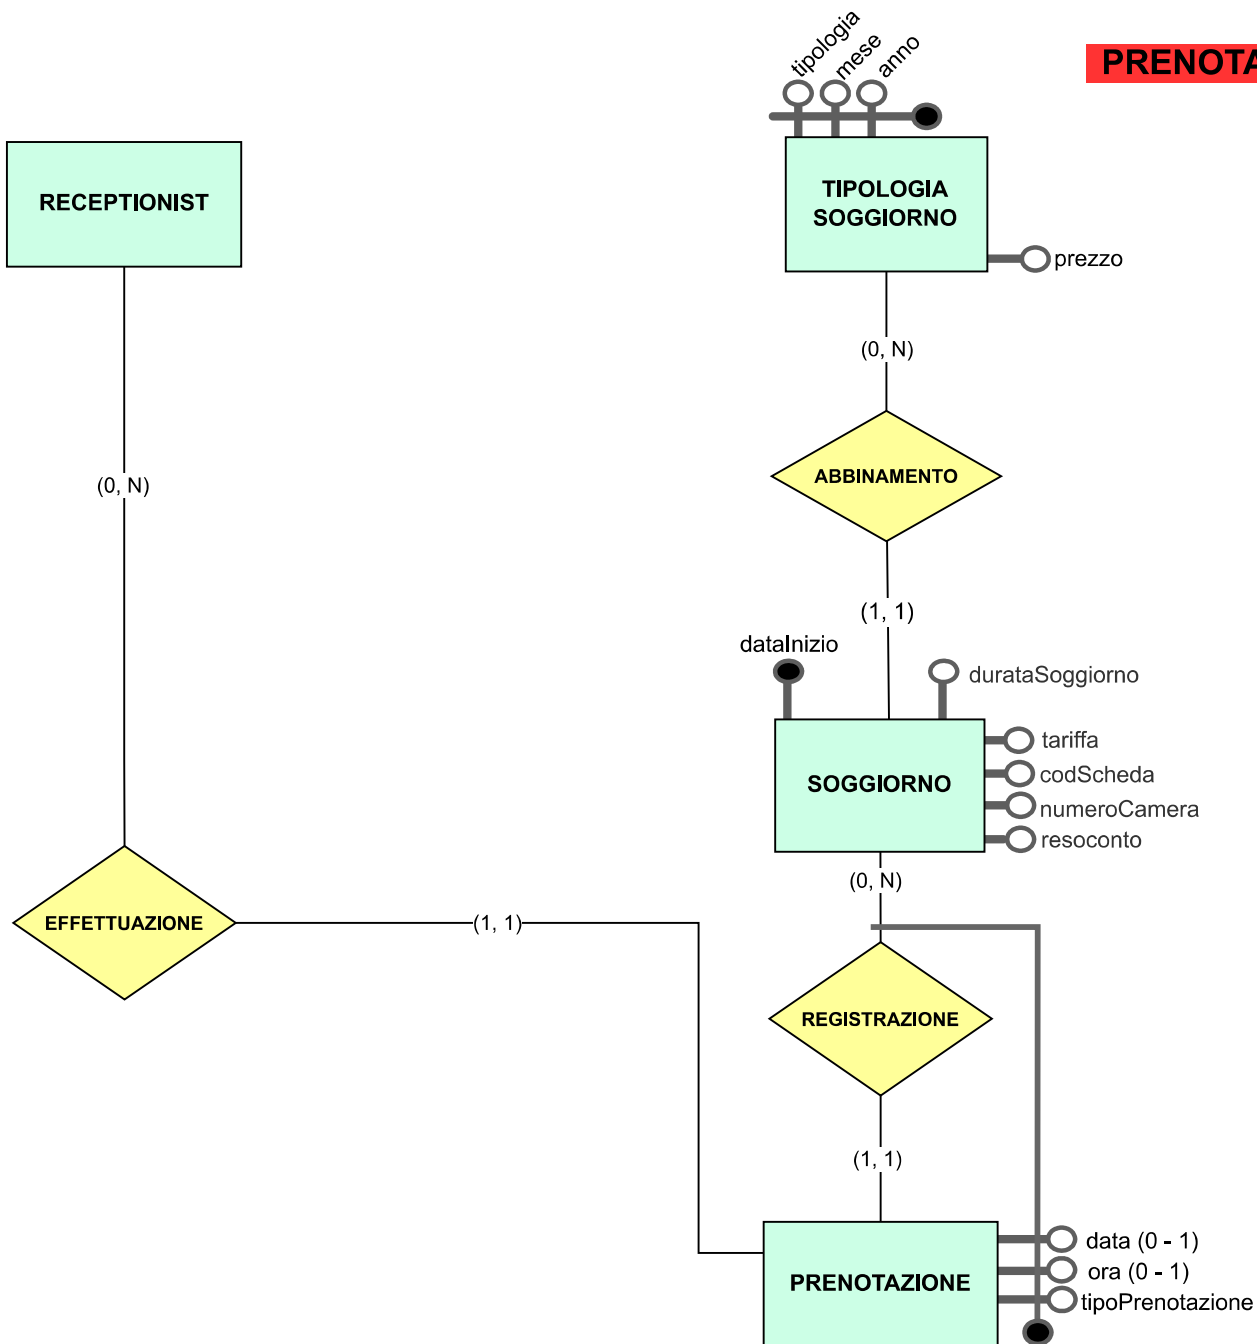 tipologia
mese
anno
PRENOTA
RECEPTIONIST
TIPOLOGIA
SOGGIORNO
prezzo
(0, N)
ABBINAMENTO
(0, N)
(1, 1)
dataInizio
durataSoggiorno
tariffa
SOGGIORNO
codScheda
numeroCamera
resoconto
(0, N)
EFFETTUAZIONE
(1, 1)
REGISTRAZIONE
(1, 1)
data (0 - 1)
ora (0 - 1)
PRENOTAZIONE
tipoPrenotazione